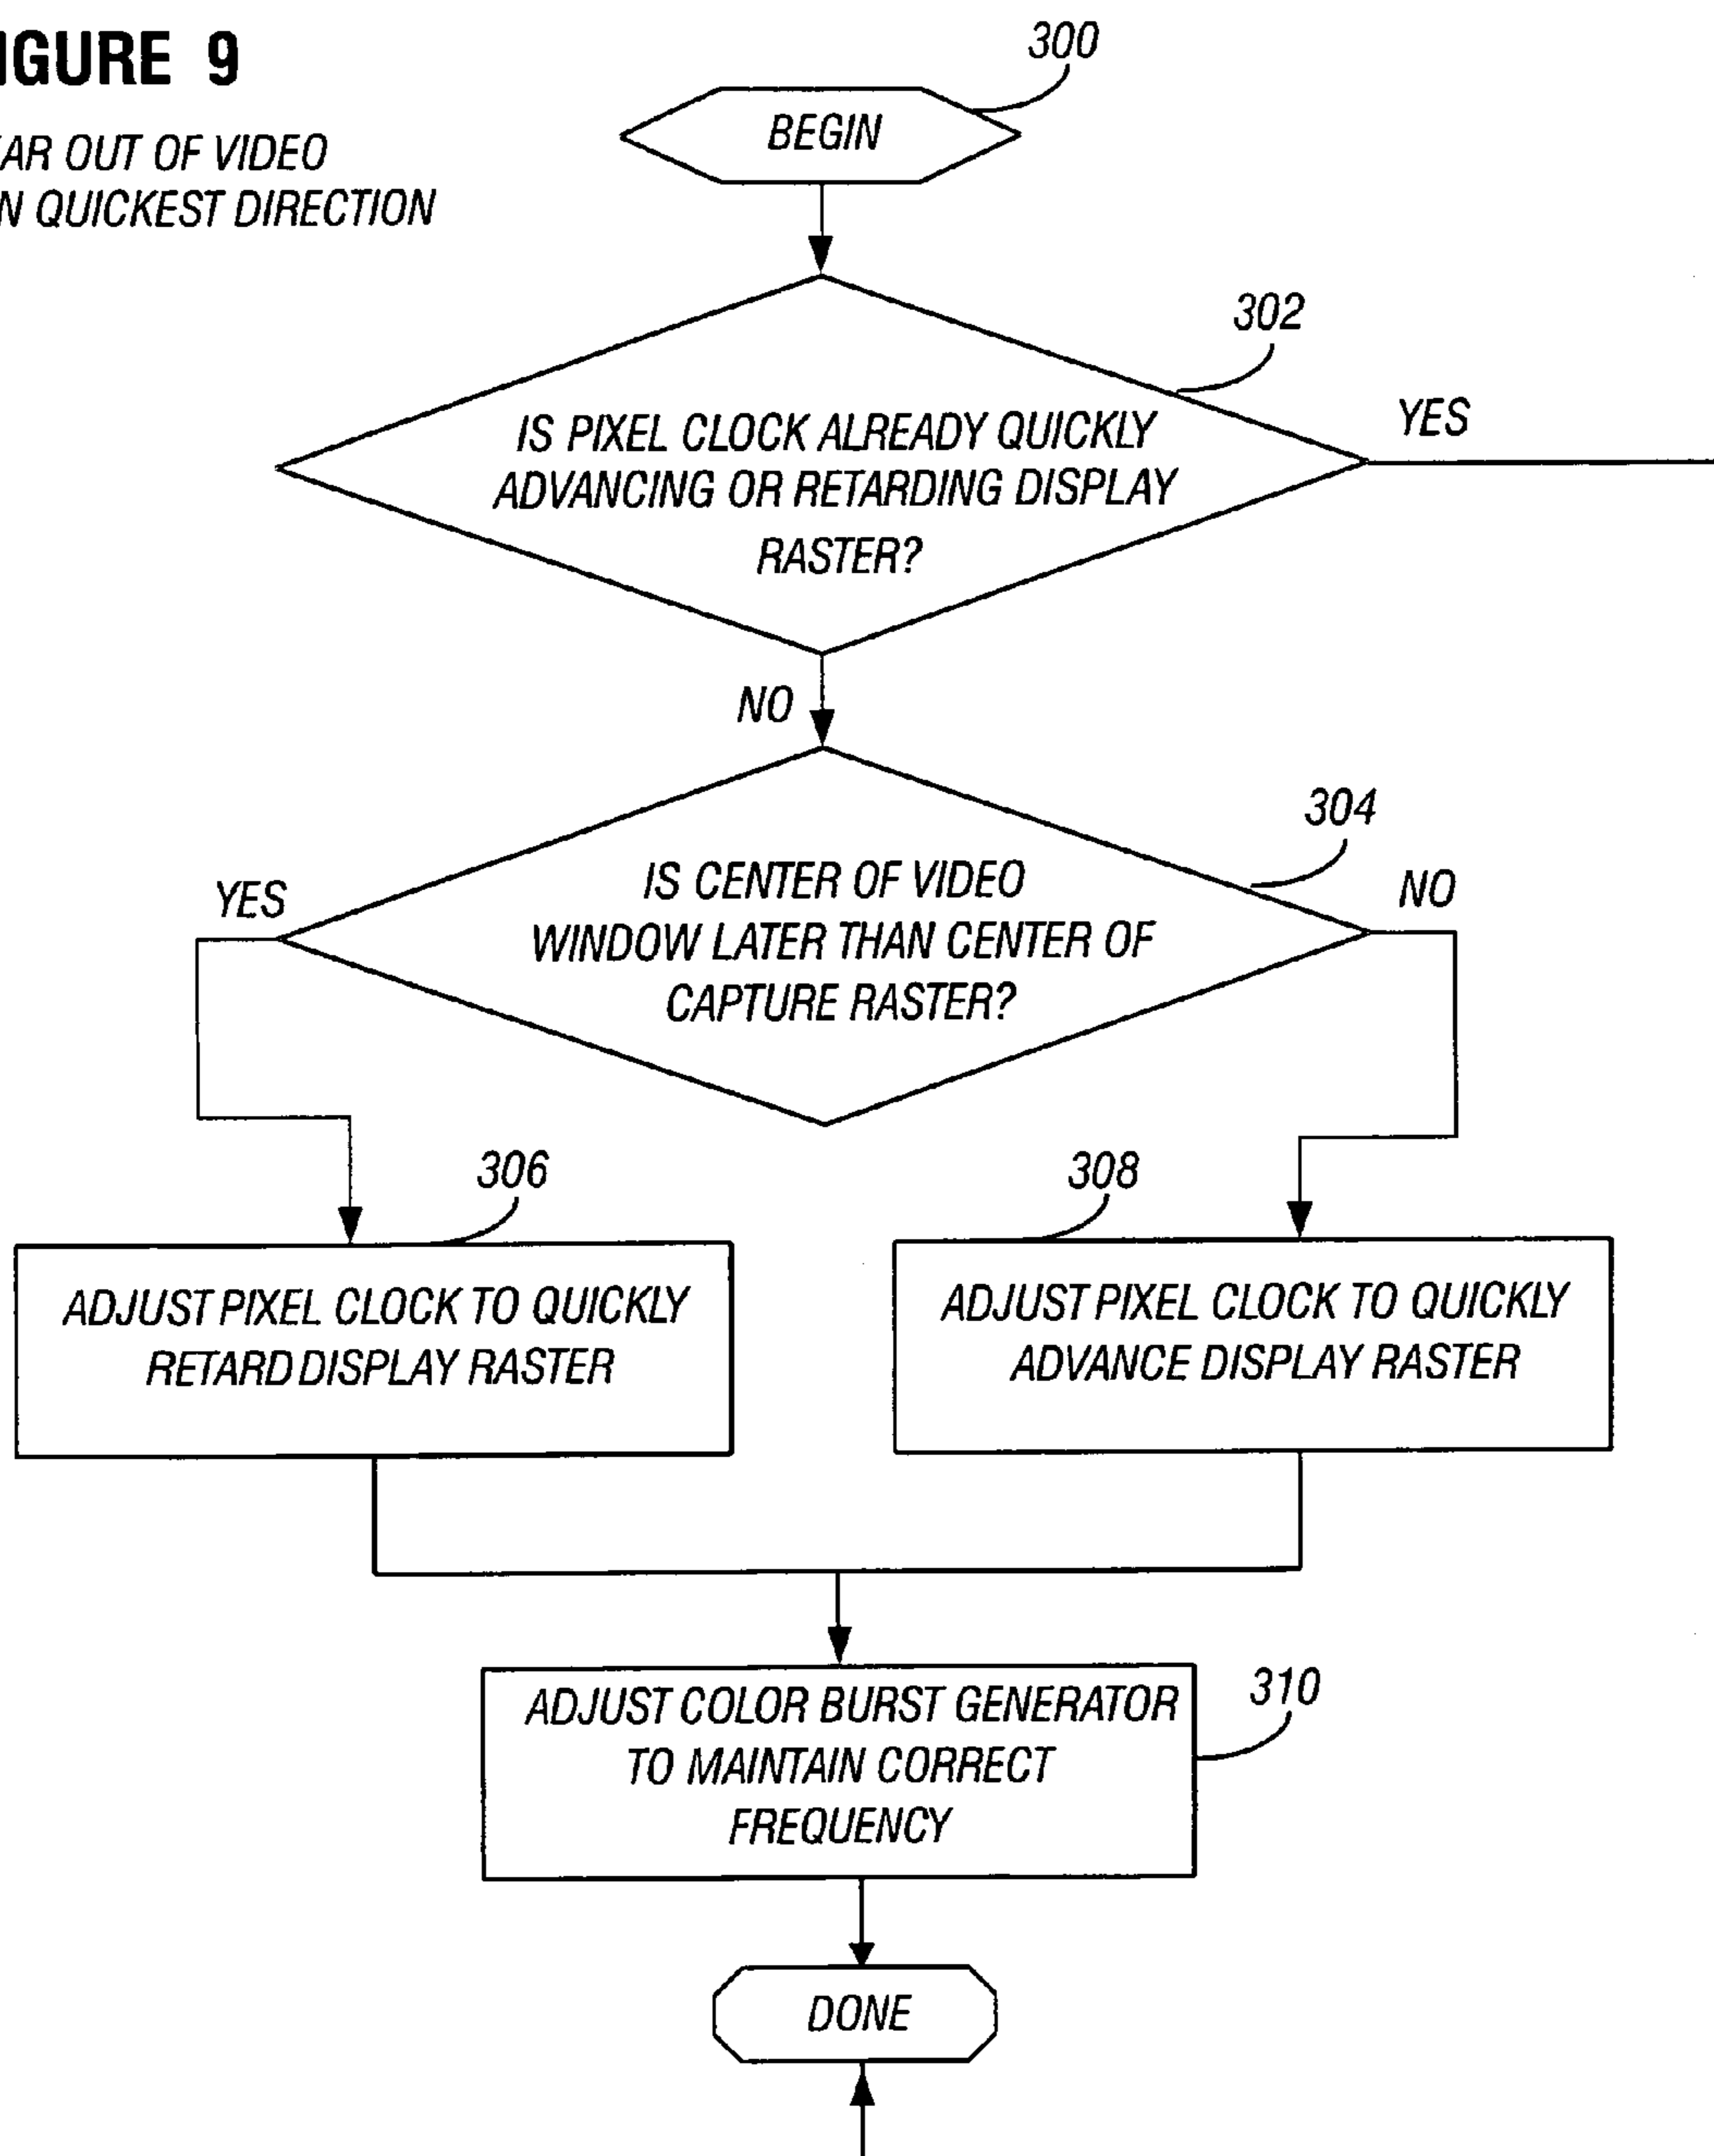 IGURE 9
AR OUT OF VIDEO
N QUICKEST DIRECTION
300
BEGIN
302
IS PIXEL CLOCK ALREADY QUICKLY
ADVANCING OR RETARDING DISPLAY
RASTER?
YES
NO
304
IS CENTER OF VIDEO
WINDOW LATER THAN CENTER OF
CAPTURE RASTER?
YES
NO
306
308
ADJUST PIXEL CLOCK TO QUICKLY
RETARD DISPLAY RASTER
ADJUST PIXEL CLOCK TO QUICKLY
ADVANCE DISPLAY RASTER
310
ADJUST COLOR BURST GENERATOR
TO MAINTAIN CORRECT
FREQUENCY
DONE